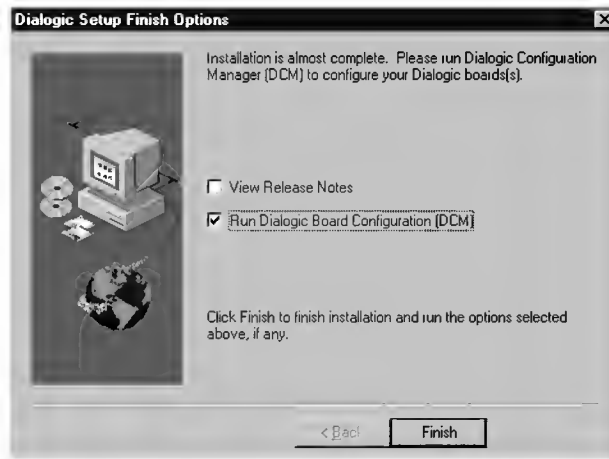 Dialogic Setup Finish Options
Installation is almost complete. Please run Dialogic Configuration
Manager (DCM) to configure your Dialogic boards(s).
View Release Notes
Run Dialogic Board Configuration (DCM)
Click Finish to finish installation and run the options selected
above, if any.
< Back
Finish